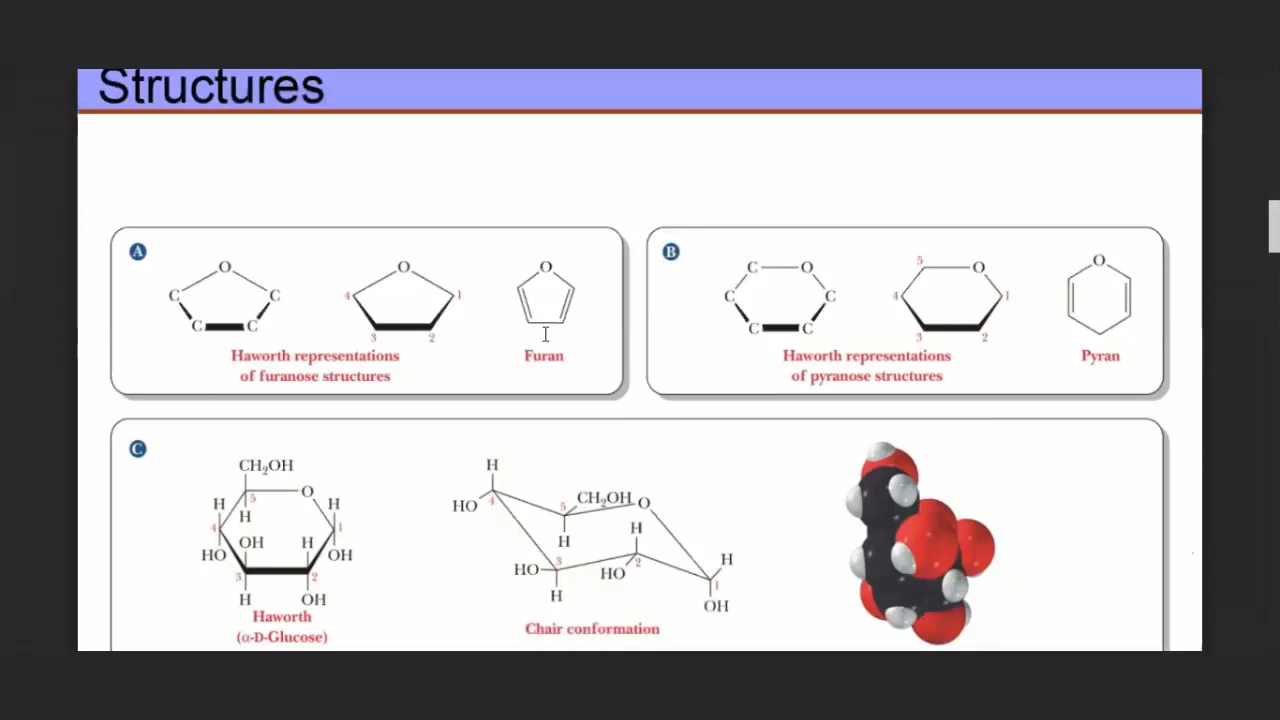 Structures
A
O
C
C
C
C
O
4
1
3
2
O
Haworth representations
of furanose structures
Furan
B
C
O
C
C
C
C
5
O
4
1
3
2
O
Haworth representations
of pyranose structures
Pyran
C
CH₂OH
5
O
H
H
4
H
1
OH
H
HO
OH
3
2
H
OH
Haworth
(α-D-Glucose)
H
HO
4
5
CH₂OH
O
H
H
HO
3
HO
2
H
H
1
OH
Chair conformation